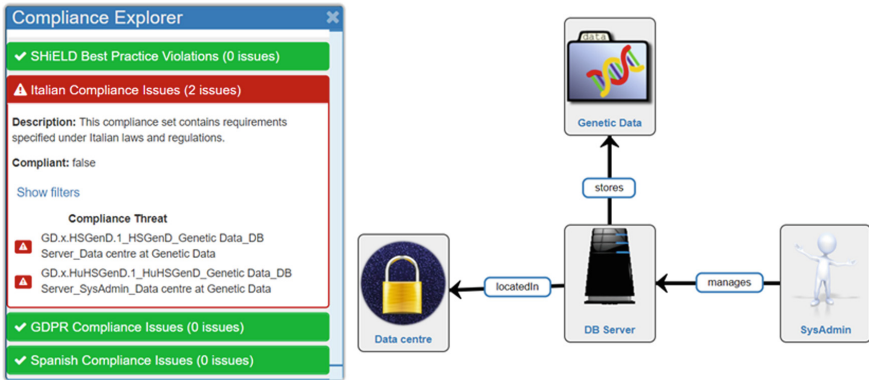 Compliance Explorer
SHiELD Best Practice Violations (0 issues)
Italian Compliance Issues (2 issues)
Description: This compliance set contains requirements
specified under Italian laws and regulations.
Compliant: false
Show filters
Compliance Threat
GD.x.HSGenD.1_HSGenD_Genetic Data_DB
Server_Data centre at Genetic Data
GD.x.HuHSGenD.1_HuHSGenD_Genetic Data_DB
Server_SysAdmin_Data centre at Genetic Data
GDPR Compliance Issues (0 issues)
Spanish Compliance Issues (0 issues)
data
Genetic Data
stores
Data centre
locatedIn
DB Server
manages
SysAdmin